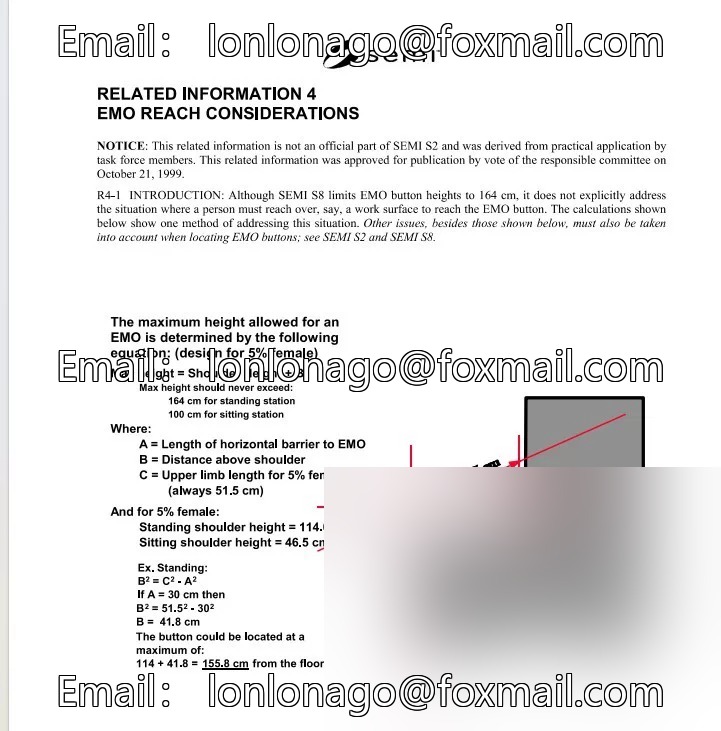 Email: lonlonago@foxmail.com
semi
RELATED INFORMATION 4
EMO REACH CONSIDERATIONS
NOTICE: This related information is not an official part of SEMI S2 and was derived from practical application by
task force members. This related information was approved for publication by vote of the responsible committee on
October 21, 1999.
R4-1 INTRODUCTION: Although SEMI S8 limits EMO button heights to 164 cm, it does not explicitly address
the situation where a person must reach over, say, a work surface to reach the EMO button. The calculations shown
below show one method of addressing this situation. Other issues, besides those shown below, must also be taken
into account when locating EMO buttons; see SEMI S2 and SEMI S8.
The maximum height allowed for an
EMO is determined by the following
equation: (design for 5% female)
Email: lonlonago@foxmail.com
Max height should never exceed:
164 cm for standing station
100 cm for sitting station
Where:
A = Length of horizontal barrier to EMO
B = Distance above shoulder
C = Upper limb length for 5% fem
(always 51.5 cm)
And for 5% female:
Standing shoulder height = 114.
Sitting shoulder height = 46.5 cm
Ex. Standing:
B² = C² - A²
If A = 30 cm then
B² = 51.5² - 30²
B = 41.8 cm
The button could be located at a
maximum of:
114 + 41.8 = 155.8 cm from the floor
Email: lonlonago@foxmail.com